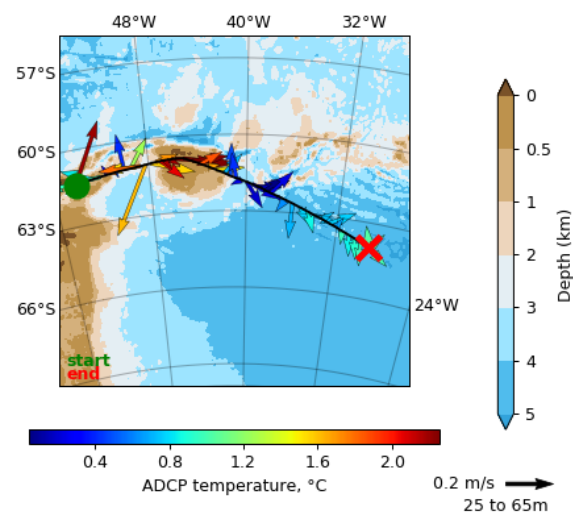 48°W 40°W 32°W
57°S
60°S
63°S
66°S
24°W
start
end
0
0.5
1
2
3
4
5
Depth (km)
0.4 0.8 1.2 1.6 2.0
ADCP temperature, °C
0.2 m/s
25 to 65m